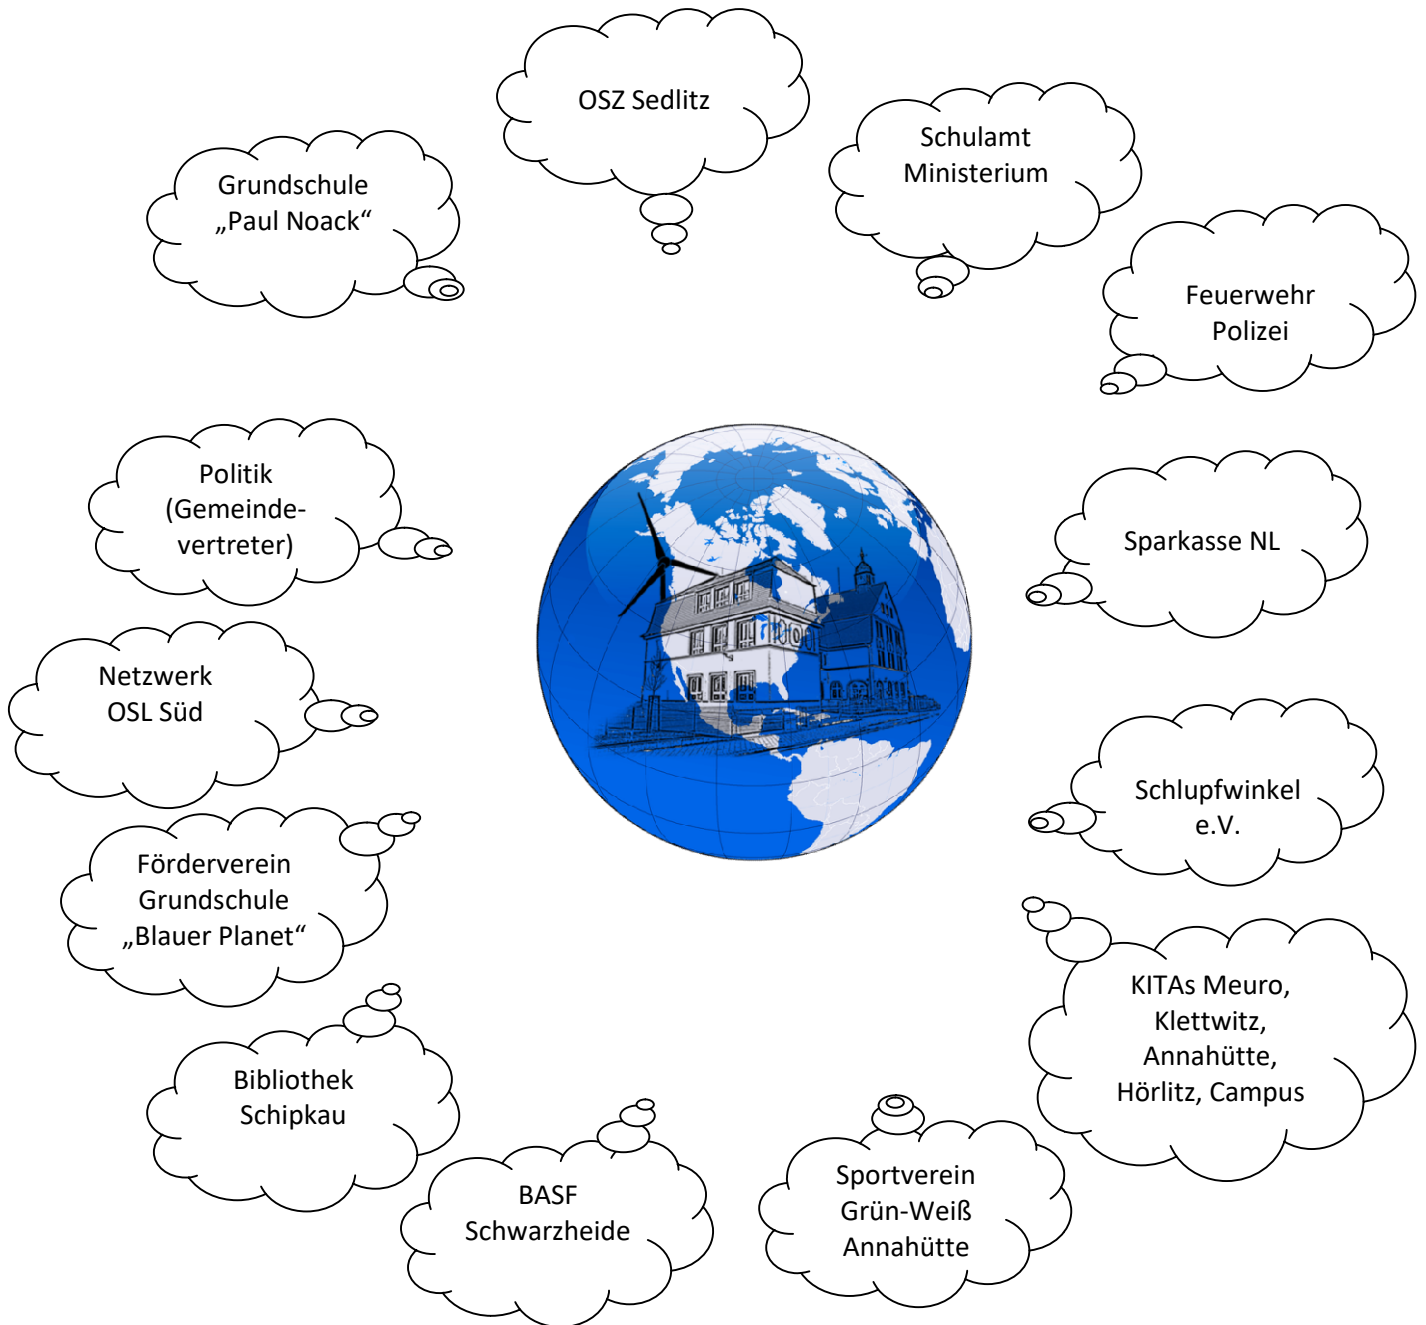 OSZ Sedlitz
Schulamt
Ministerium
Grundschule
„Paul Noack“
Feuerwehr
Polizei
Politik
(Gemeinde-
vertreter)
Sparkasse NL
Netzwerk
OSL Süd
Schlupfwinkel
e.V.
Förderverein
Grundschule
„Blauer Planet“
KITAs Meuro,
Klettwitz,
Annahütte,
Hörlitz, Campus
Bibliothek
Schipkau
BASF
Schwarzheide
Sportverein
Grün-Weiß
Annahütte